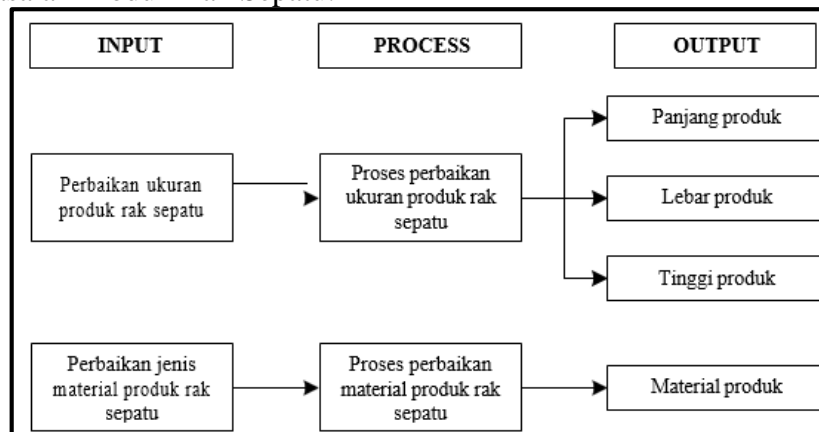 INPUT
PROCESS
OUTPUT
Panjang produk
Perbaikan ukuran
produk rak sepatu
Proses perbaikan
ukuran produk rak
sepatu
Lebar produk
Tinggi produk
Perbaikan jenis
material produk rak
sepatu
Proses perbaikan
material produk rak
sepatu
Material produk